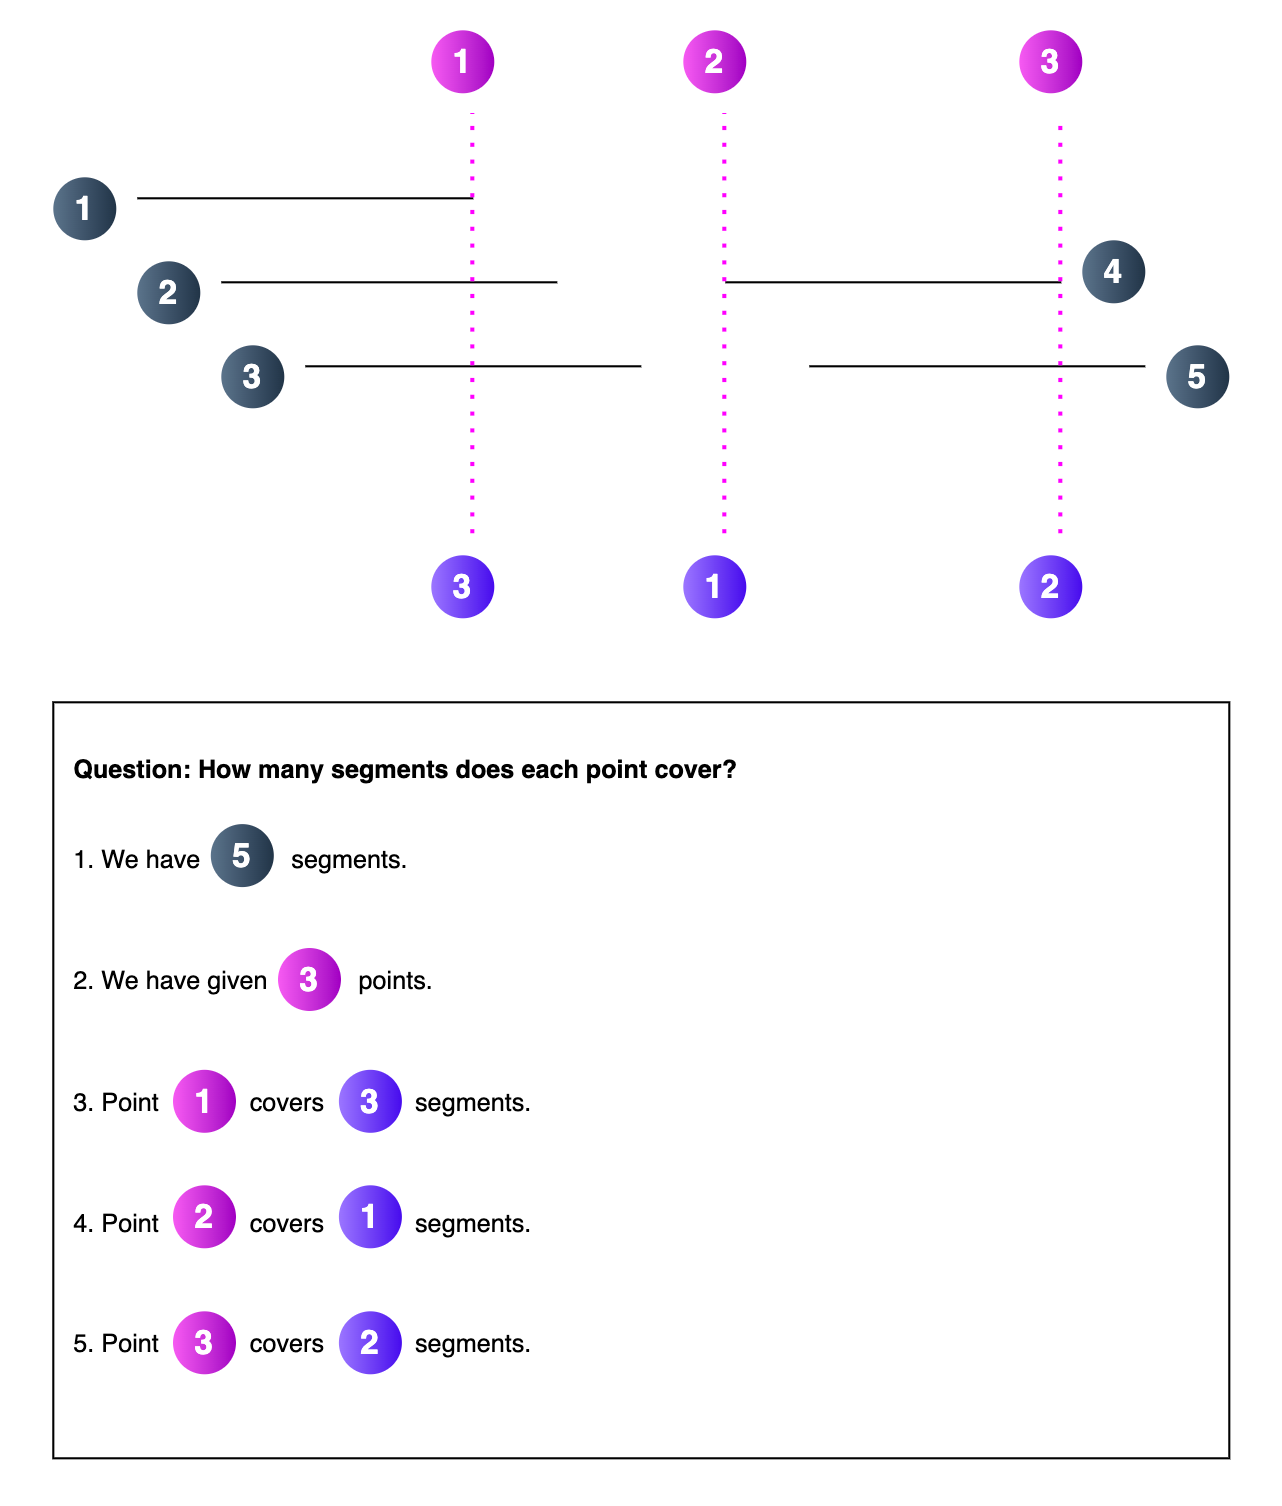 1 2 3
1
2
4
3
5
3 1 2
Question: How many segments does each point cover?
1. We have 5 segments.
2. We have given 3 points.
3. Point 1 covers 3 segments.
4. Point 2 covers 1 segments.
5. Point 3 covers 2 segments.